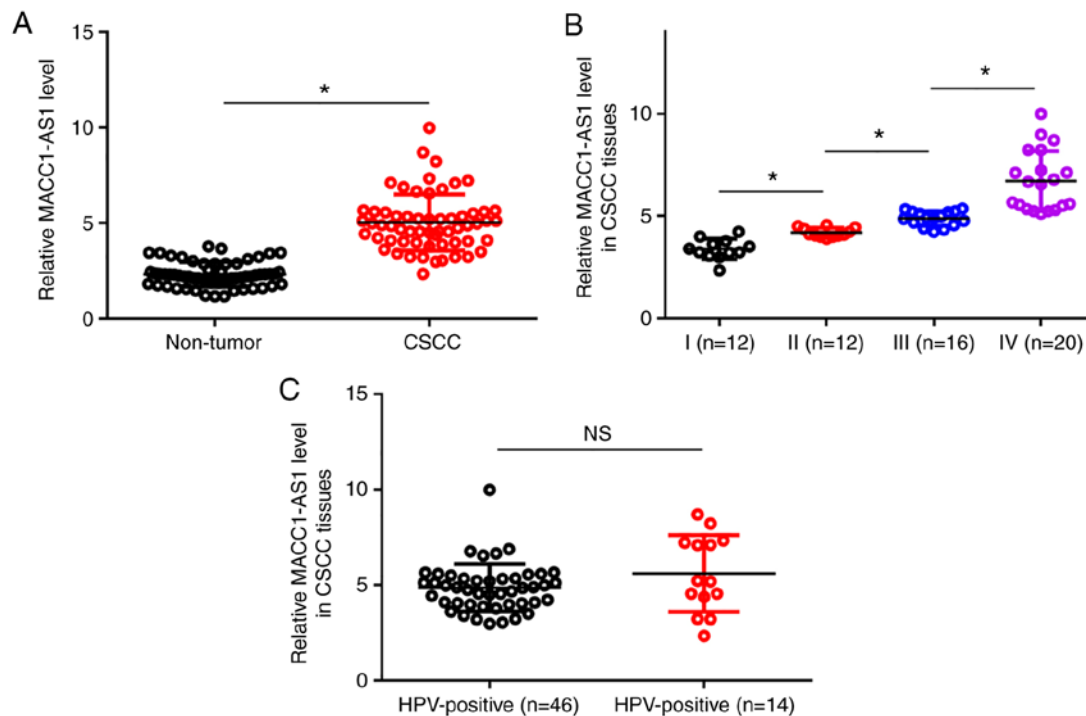 A
Relative MACC1-AS1 level
15
10
5
0
*
Non-tumor
CSCC
B
Relative MACC1-AS1 level
in CSCC tissues
10
5
0
*
*
*
I (n=12)
II (n=12)
III (n=16)
IV (n=20)
C
Relative MACC1-AS1 level
in CSCC tissues
15
10
5
0
NS
HPV-positive (n=46)
HPV-positive (n=14)